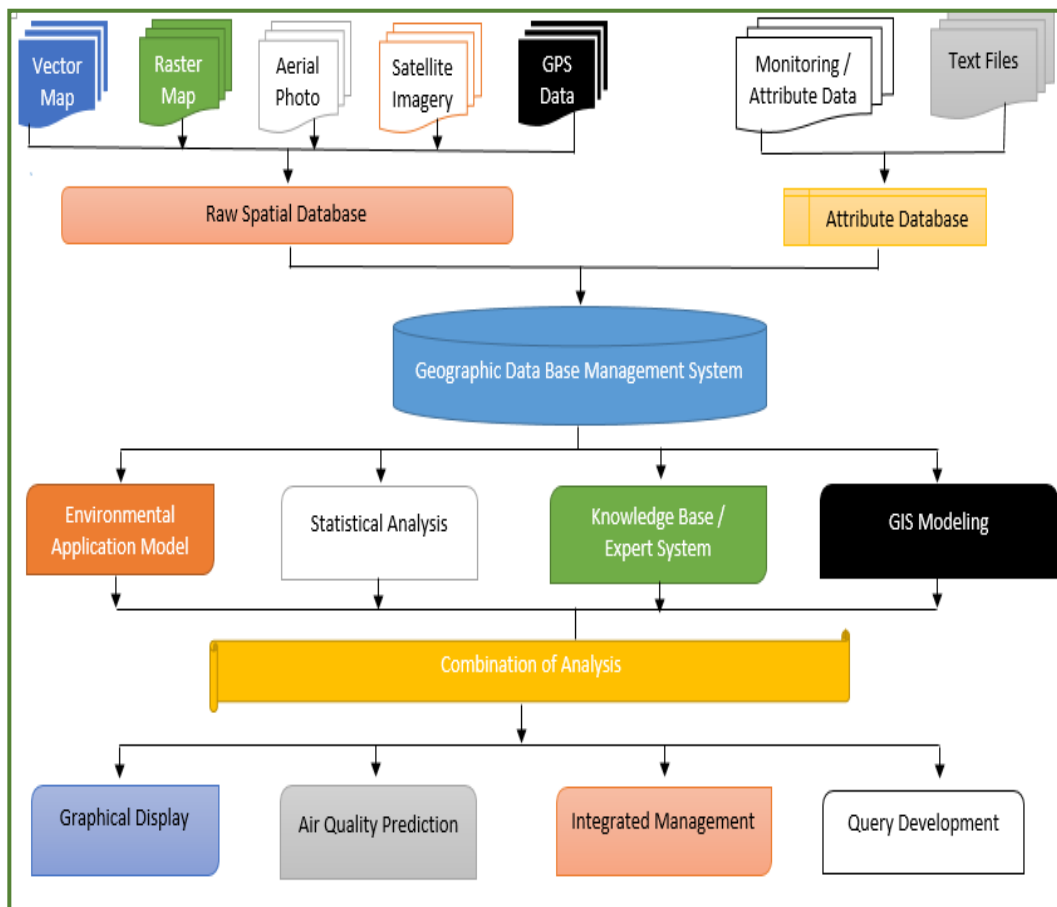 Vector
Map
Raster
Map
Aerial
Photo
Satellite
Imagery
GPS
Data
Monitoring /
Attribute Data
Text Files
Raw Spatial Database
Attribute Database
Geographic Data Base Management System
Environmental
Application Model
Statistical Analysis
Knowledge Base /
Expert System
GIS Modeling
Combination of Analysis
Graphical Display
Air Quality Prediction
Integrated Management
Query Development